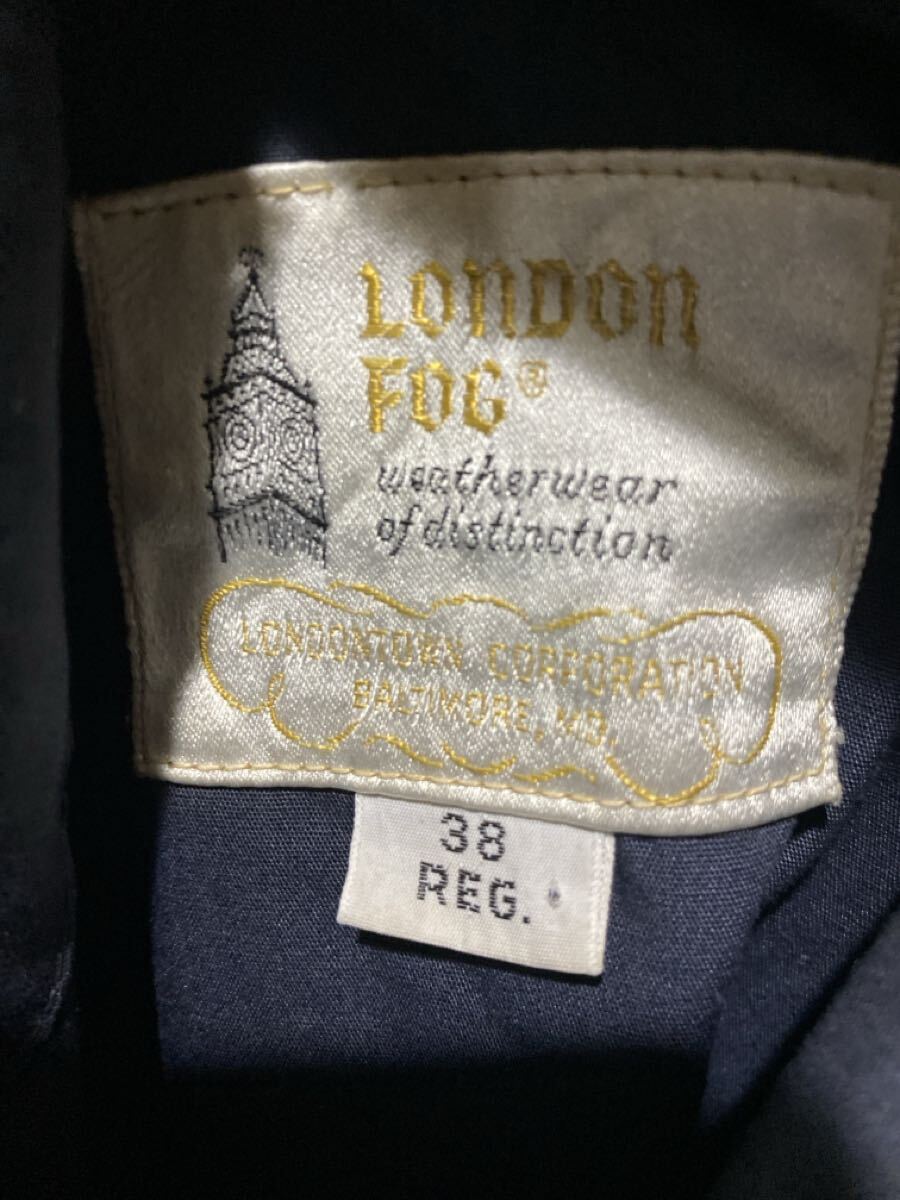 LONDON
FOG®
weatherwear
of distinction
LONDONTOWN CORPORATION
BALTIMORE, MD.
38
REG.